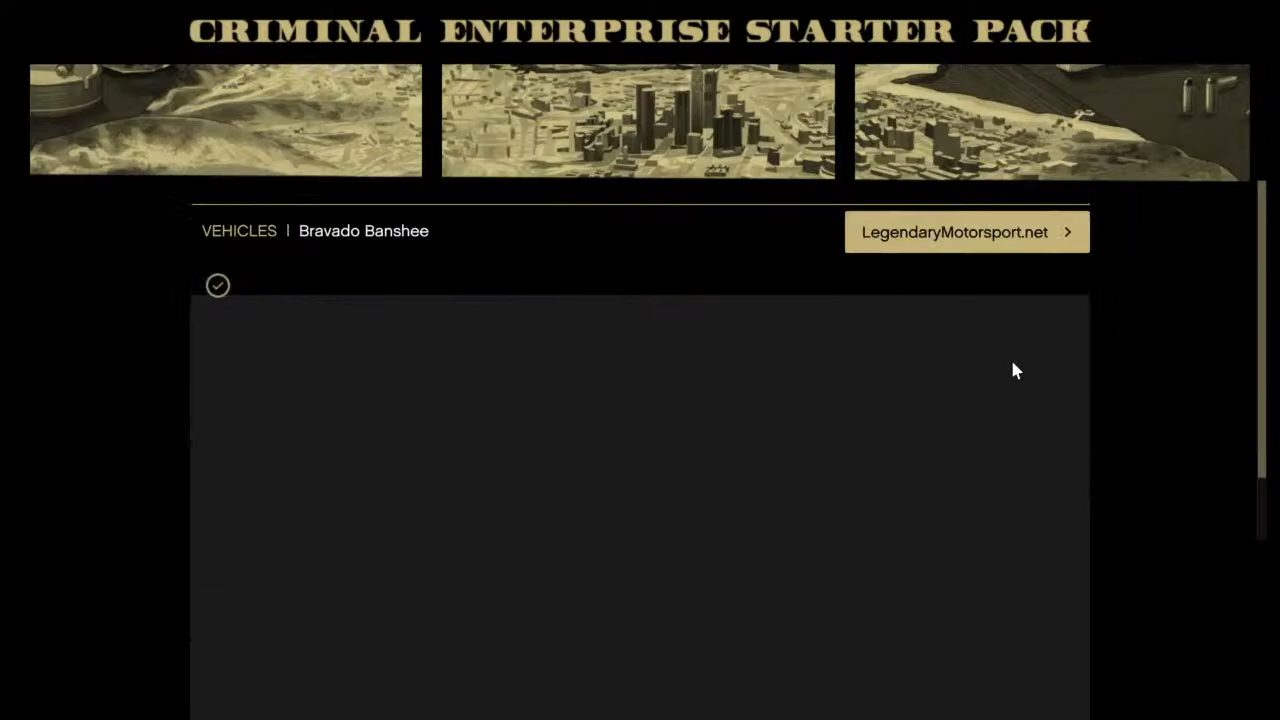 CRIMINAL ENTERPRISE STARTER PACK
VEHICLES | Bravado Banshee
LegendaryMotorsport.net >